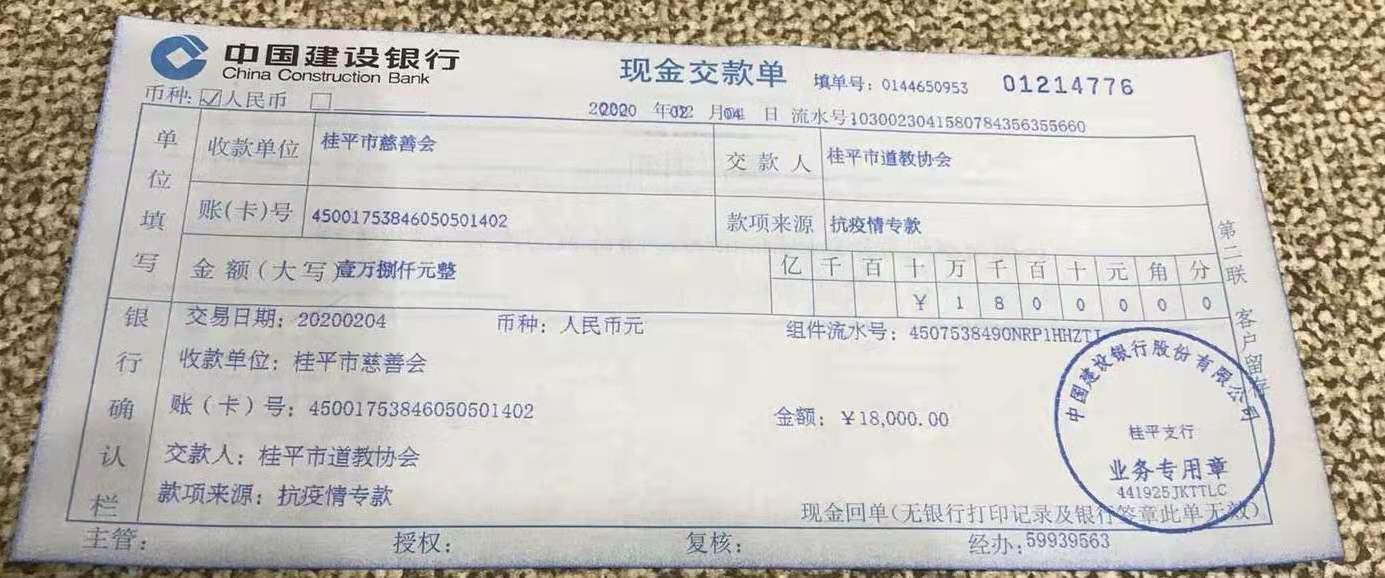 中国建设银行
China Construction Bank
现金交款单 填单号：0144650953 01214776
币种：☑人民币 □
2020 年02 月04 日 流水号1030023041580784356355660
单位填写
收款单位 桂平市慈善会 交款人 桂平市道教协会
账(卡)号 45001753846050501402 款项来源 抗疫情专款
金额(大写)壹万捌仟元整 亿 千 百 十 万 千 百 十 元 角 分
¥ 1 8 0 0 0 0 0
第二联 客户留存
银行确认栏
交易日期：20200204 币种：人民币元 组件流水号：450753849ONRP1HHZTJ
收款单位：桂平市慈善会
账（卡）号：45001753846050501402 金额：¥18,000.00
交款人：桂平市道教协会
款项来源：抗疫情专款
中国建设银行股份有限公司
桂平支行
业务专用章
441925JKTTLC
现金回单(无银行打印记录及银行签章此单无效)
主管： 授权： 复核： 经办：59939563